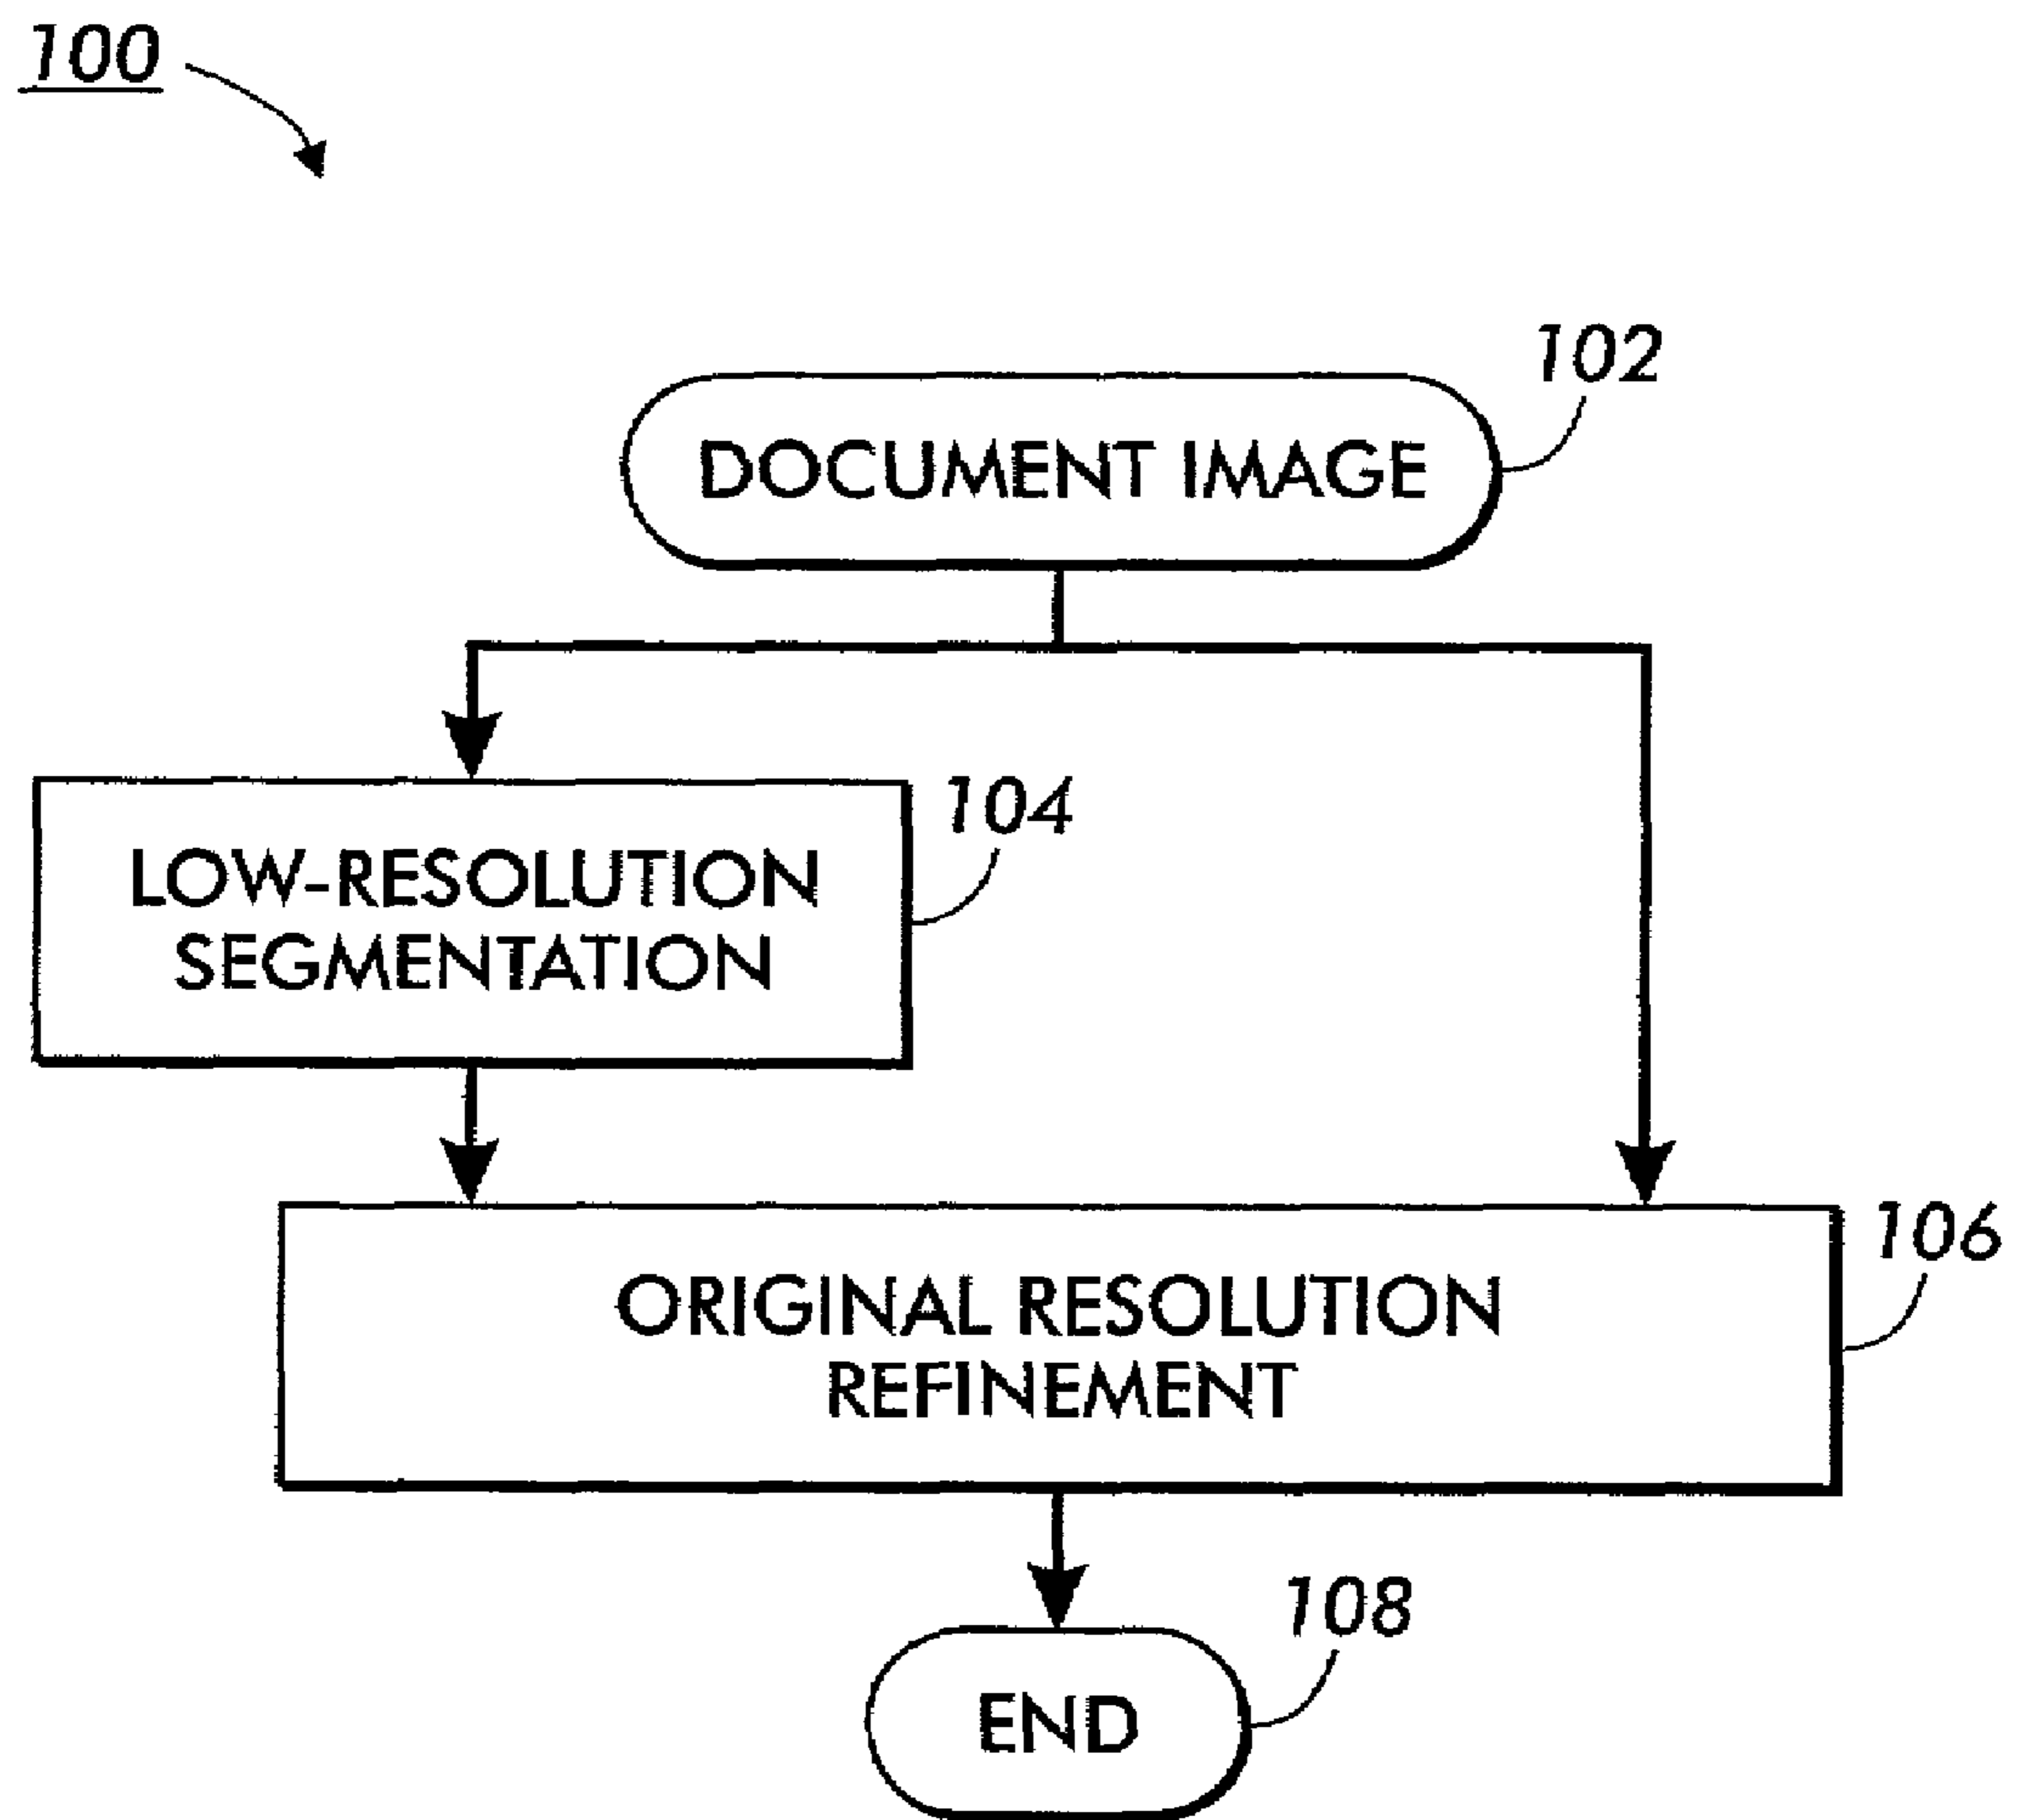 100
102
DOCUMENT IMAGE
104
LOW-RESOLUTION
SEGMENTATION
106
ORIGINAL RESOLUTION
REFINEMENT
108
END